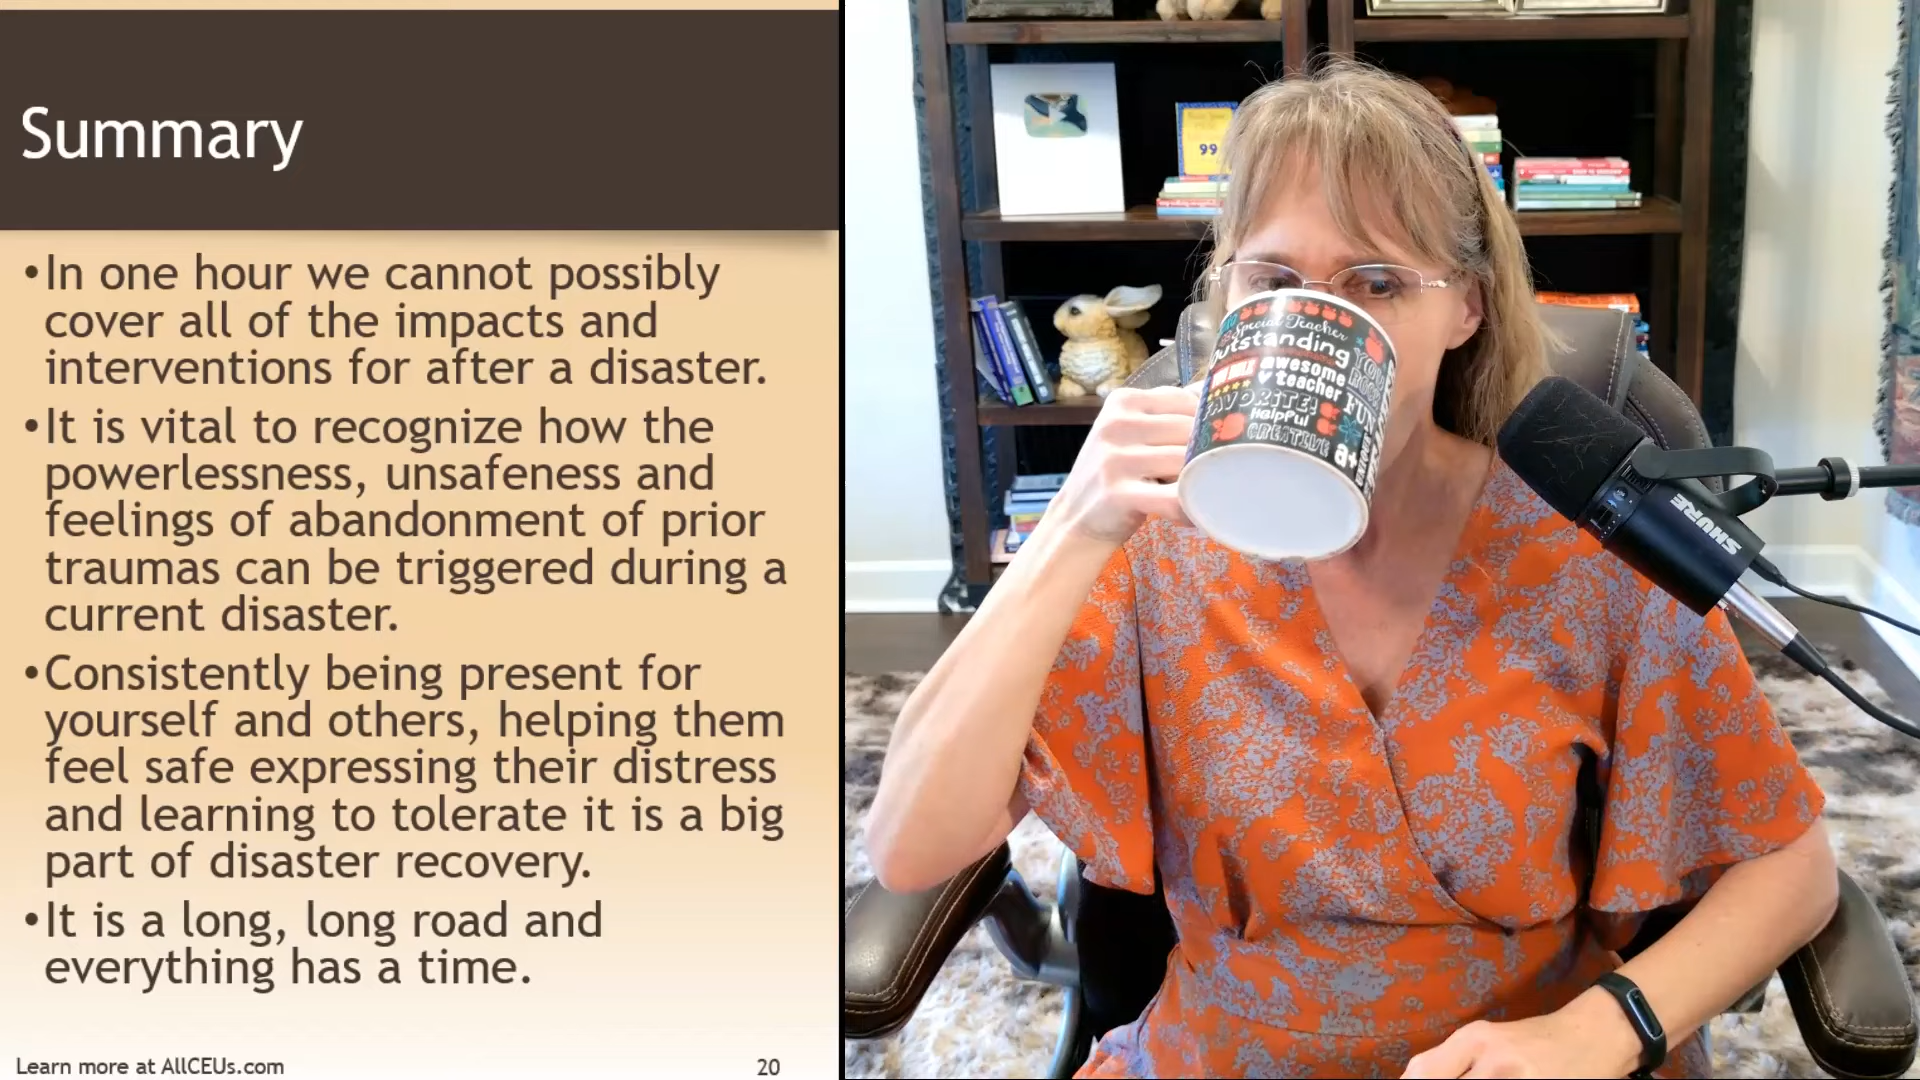 Summary
•In one hour we cannot possibly
cover all of the impacts and
interventions for after a disaster.
•It is vital to recognize how the
powerlessness, unsafeness and
feelings of abandonment of prior
traumas can be triggered during a
current disaster.
•Consistently being present for
yourself and others, helping them
feel safe expressing their distress
and learning to tolerate it is a big
part of disaster recovery.
•It is a long, long road and
everything has a time.
Learn more at AllCEUs.com
20
99
Special Teacher
Outstanding
awesome
teacher
FAVORITE!
FUN
Helpful
CREATIVE
a+
SHURE